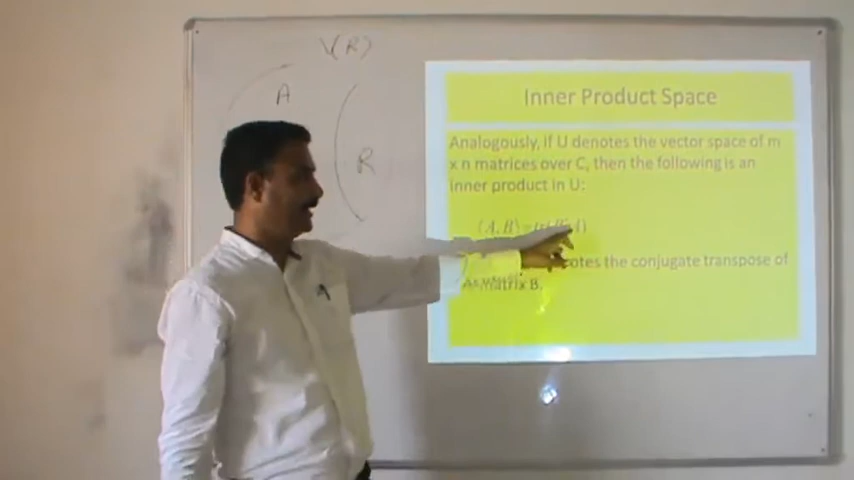 V(R)
A
R
Inner Product Space
Analogously, if U denotes the vector space of m
x n matrices over C, then the following is an
inner product in U:
⟨A, B⟩ =
the conjugate transpose of
matrix B.